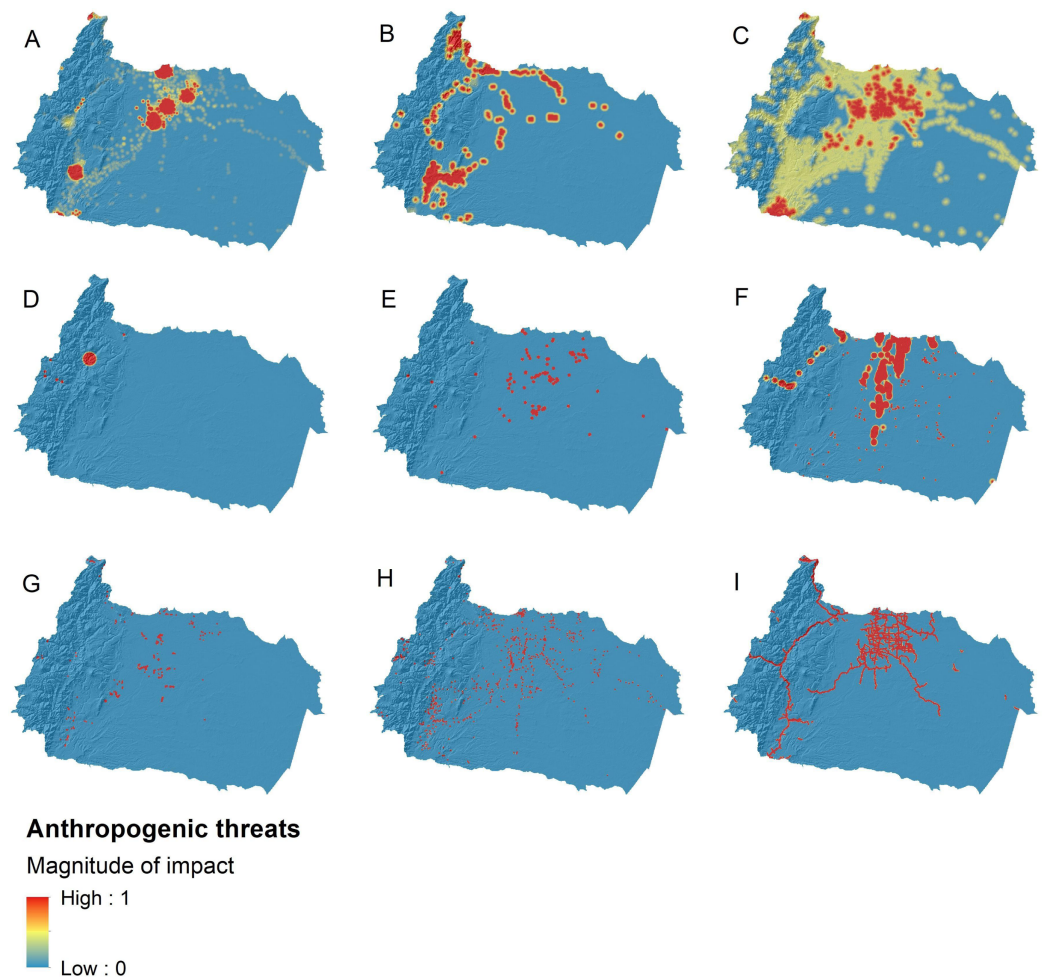 A
B
C
D
E
F
G
H
I
Anthropogenic threats
Magnitude of impact
High : 1
Low : 0